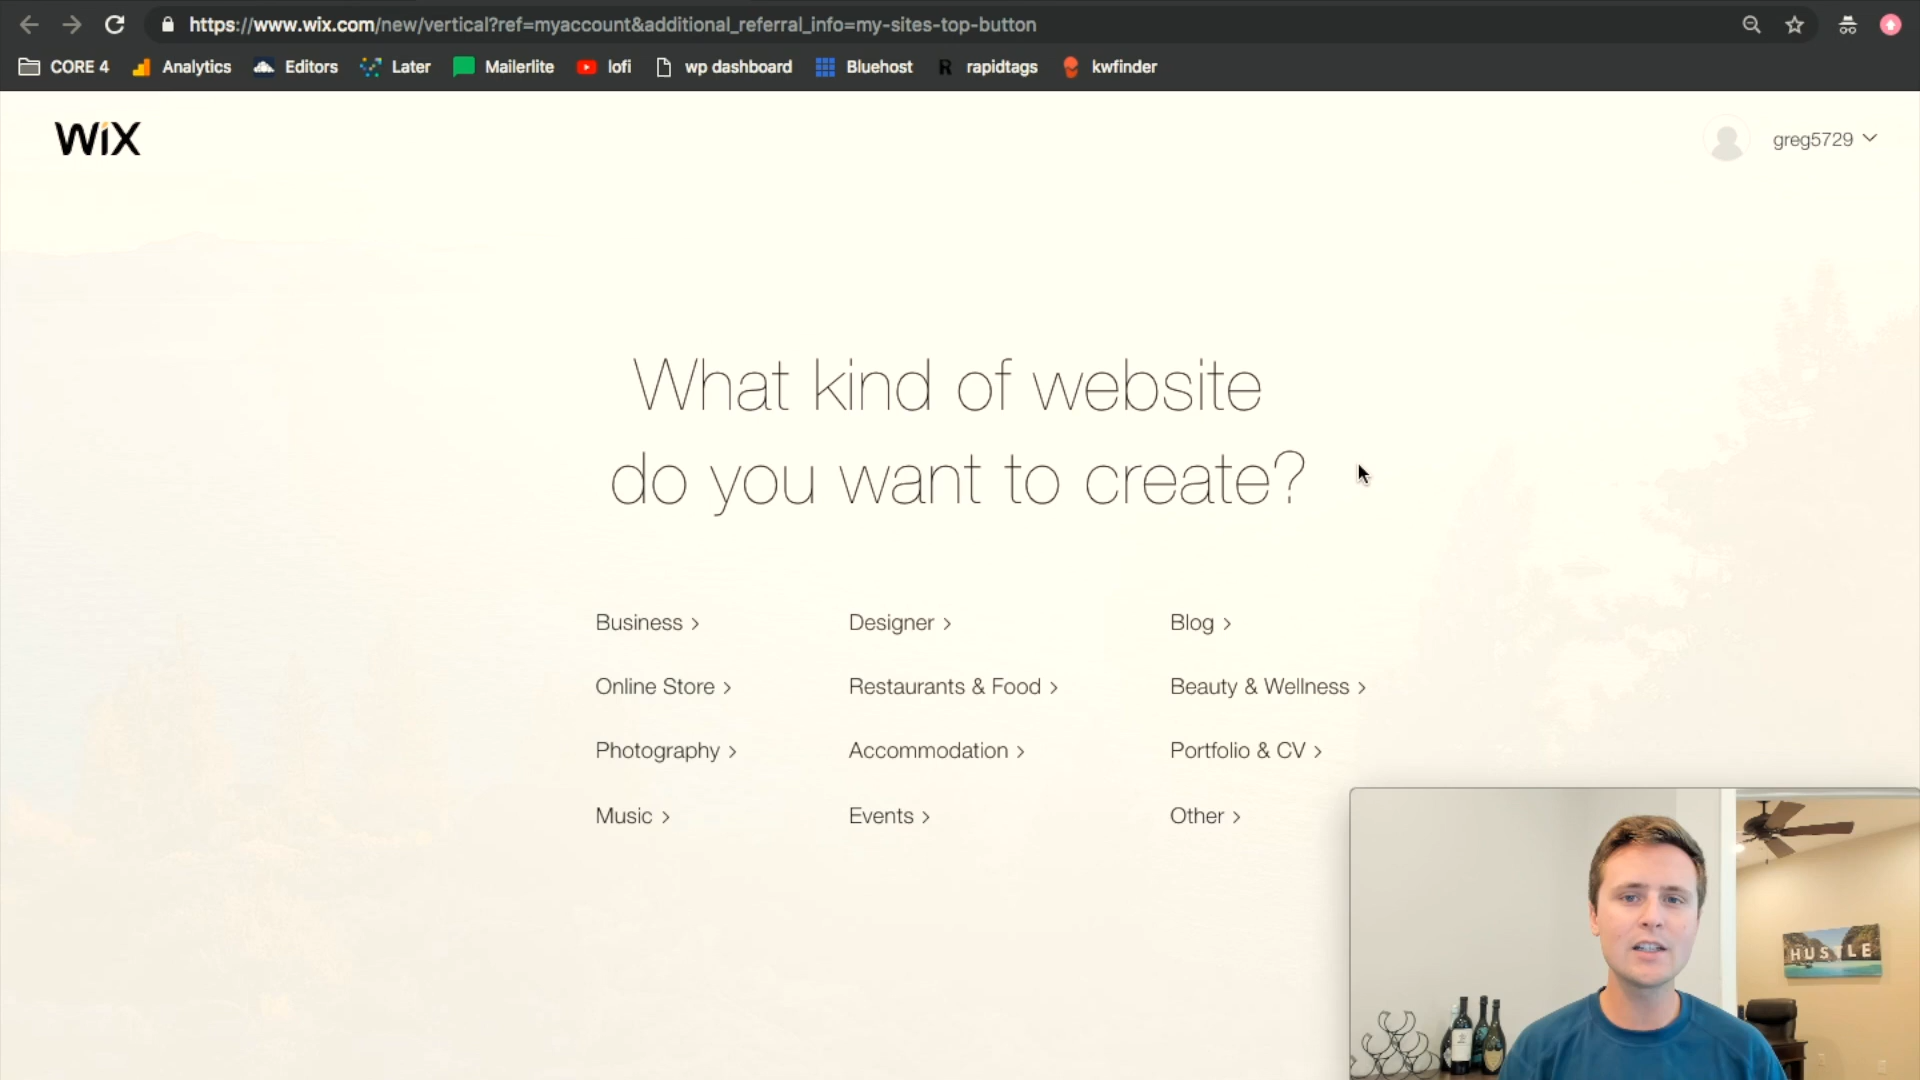 https://www.wix.com/new/vertical?ref=myaccount&additional_referral_info=my-sites-top-button
CORE 4 Analytics Editors Later Mailerlite lofi wp dashboard Bluehost R rapidtags kwfinder
WiX
greg5729
What kind of website
do you want to create?
Business > Designer > Blog >
Online Store > Restaurants & Food > Beauty & Wellness >
Photography > Accommodation > Portfolio & CV >
Music > Events > Other >
HUSTLE